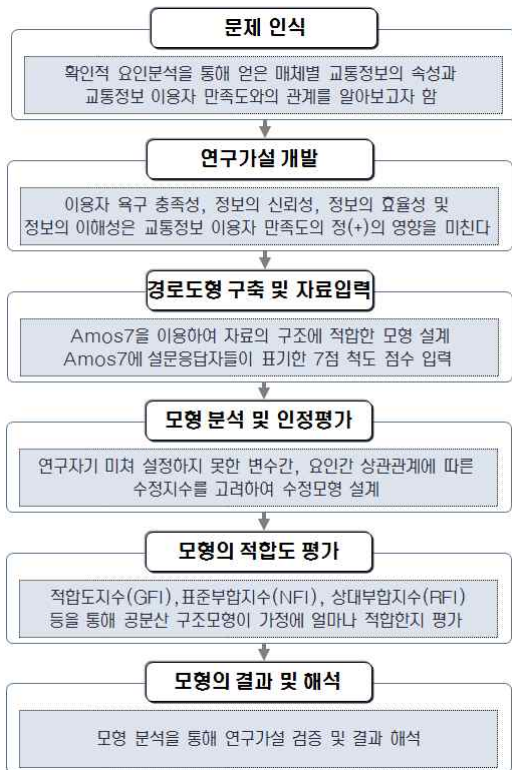 문제 인식
확인적 요인분석을 통해 얻은 매체별 교통정보의 속성과
교통정보 이용자 만족도와의 관계를 알아보고자 함
연구가설 개발
이용자 욕구 충족성, 정보의 신뢰성, 정보의 효율성 및
정보의 이해성은 교통정보 이용자 만족도의 정(+)의 영향을 미친다
경로도형 구축 및 자료입력
Amos7을 이용하여 자료의 구조에 적합한 모형 설계
Amos7에 설문응답자들이 표기한 7점 척도 점수 입력
모형 분석 및 인정평가
연구자기 미쳐 설정하지 못한 변수간, 요인간 상관관계에 따른
수정지수를 고려하여 수정모형 설계
모형의 적합도 평가
적합도지수(GFI),표준부합지수(NFI), 상대부합지수(RFI)
등을 통해 공분산 구조모형이 가정에 얼마나 적합한지 평가
모형의 결과 및 해석
모형 분석을 통해 연구가설 검증 및 결과 해석